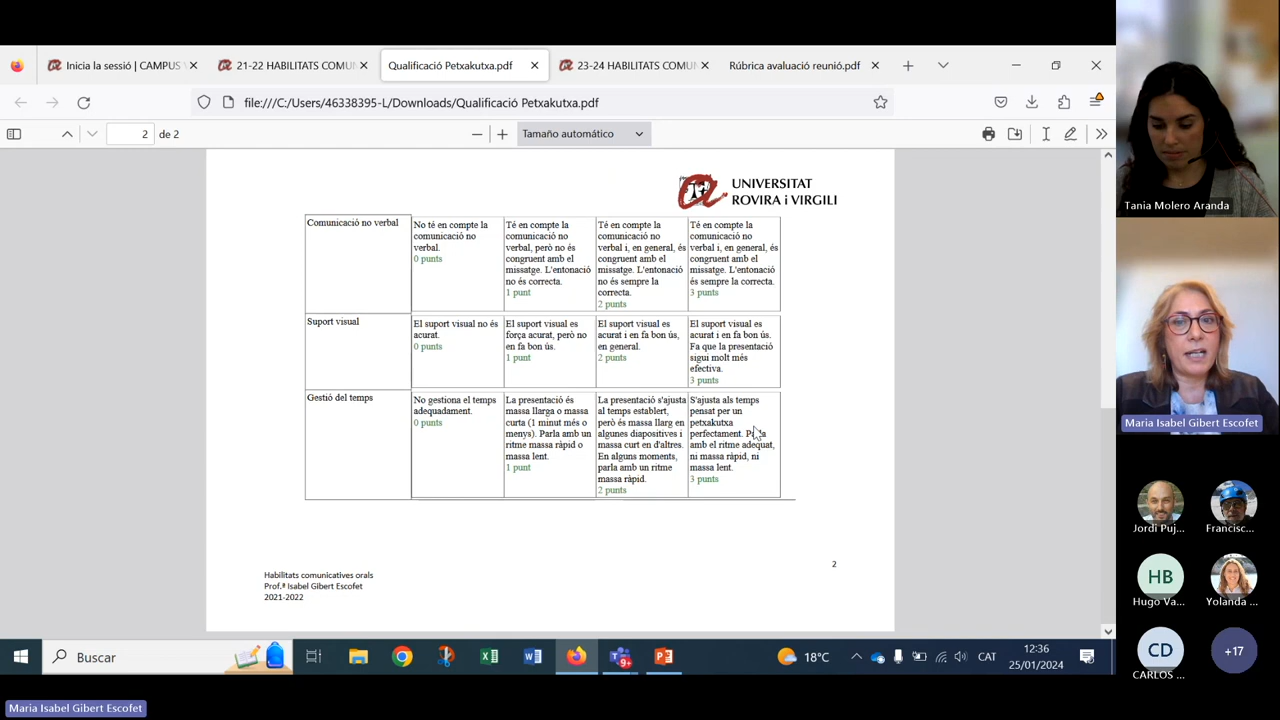 Inicia la sessió | CAMPUS V
21-22 HABILITATS COMUN
Qualificació Petxakutxa.pdf
23-24 HABILITATS COMUN
Rúbrica avaluació reunió.pdf
file:///C:/Users/46338395-L/Downloads/Qualificació Petxakutxa.pdf
2
de 2
Tamaño automático
UNIVERSITAT
ROVIRA i VIRGILI
Comunicació no verbal
No té en compte la
comunicació no
verbal.
0 punts
Té en compte la
comunicació no
verbal, però no és
congruent amb el
missatge. L'entonació
no és correcta.
1 punt
Té en compte la
comunicació no
verbal i, en general, és
congruent amb el
missatge. L'entonació
no és sempre la
correcta.
2 punts
Té en compte la
comunicació no
verbal i, en general, és
congruent amb el
missatge. L'entonació
és sempre la correcta.
3 punts
Suport visual
El suport visual no és
acurat.
0 punts
El suport visual es
força acurat, però no
en fa bon ús.
1 punt
El suport visual es
acurat i en fa bon ús,
en general.
2 punts
El suport visual es
acurat i en fa bon ús.
Fa que la presentació
sigui molt més
efectiva.
3 punts
Gestió del temps
No gestiona el temps
adequadament.
0 punts
La presentació és
massa llarga o massa
curta (1 minut més o
menys). Parla amb un
ritme massa ràpid o
massa lent.
1 punt
La presentació s'ajusta
al temps establert,
però és massa llarg en
algunes diapositives i
massa curt en d'altres.
En alguns moments,
parla amb un ritme
massa ràpid.
2 punts
S'ajusta als temps
pensat per un
petxakutxa
perfectament. Parla
amb el ritme adequat,
ni massa ràpid, ni
massa lent.
3 punts
Habilitats comunicatives orals
Prof.ª Isabel Gibert Escofet
2021-2022
2
Buscar
9+
18°C
CAT
12:36
25/01/2024
Tania Molero Aranda
Maria Isabel Gibert Escofet
Jordi Puj...
Francisc...
HB
Hugo Va...
Yolanda ...
CD
CARLOS ...
+17
Maria Isabel Gibert Escofet